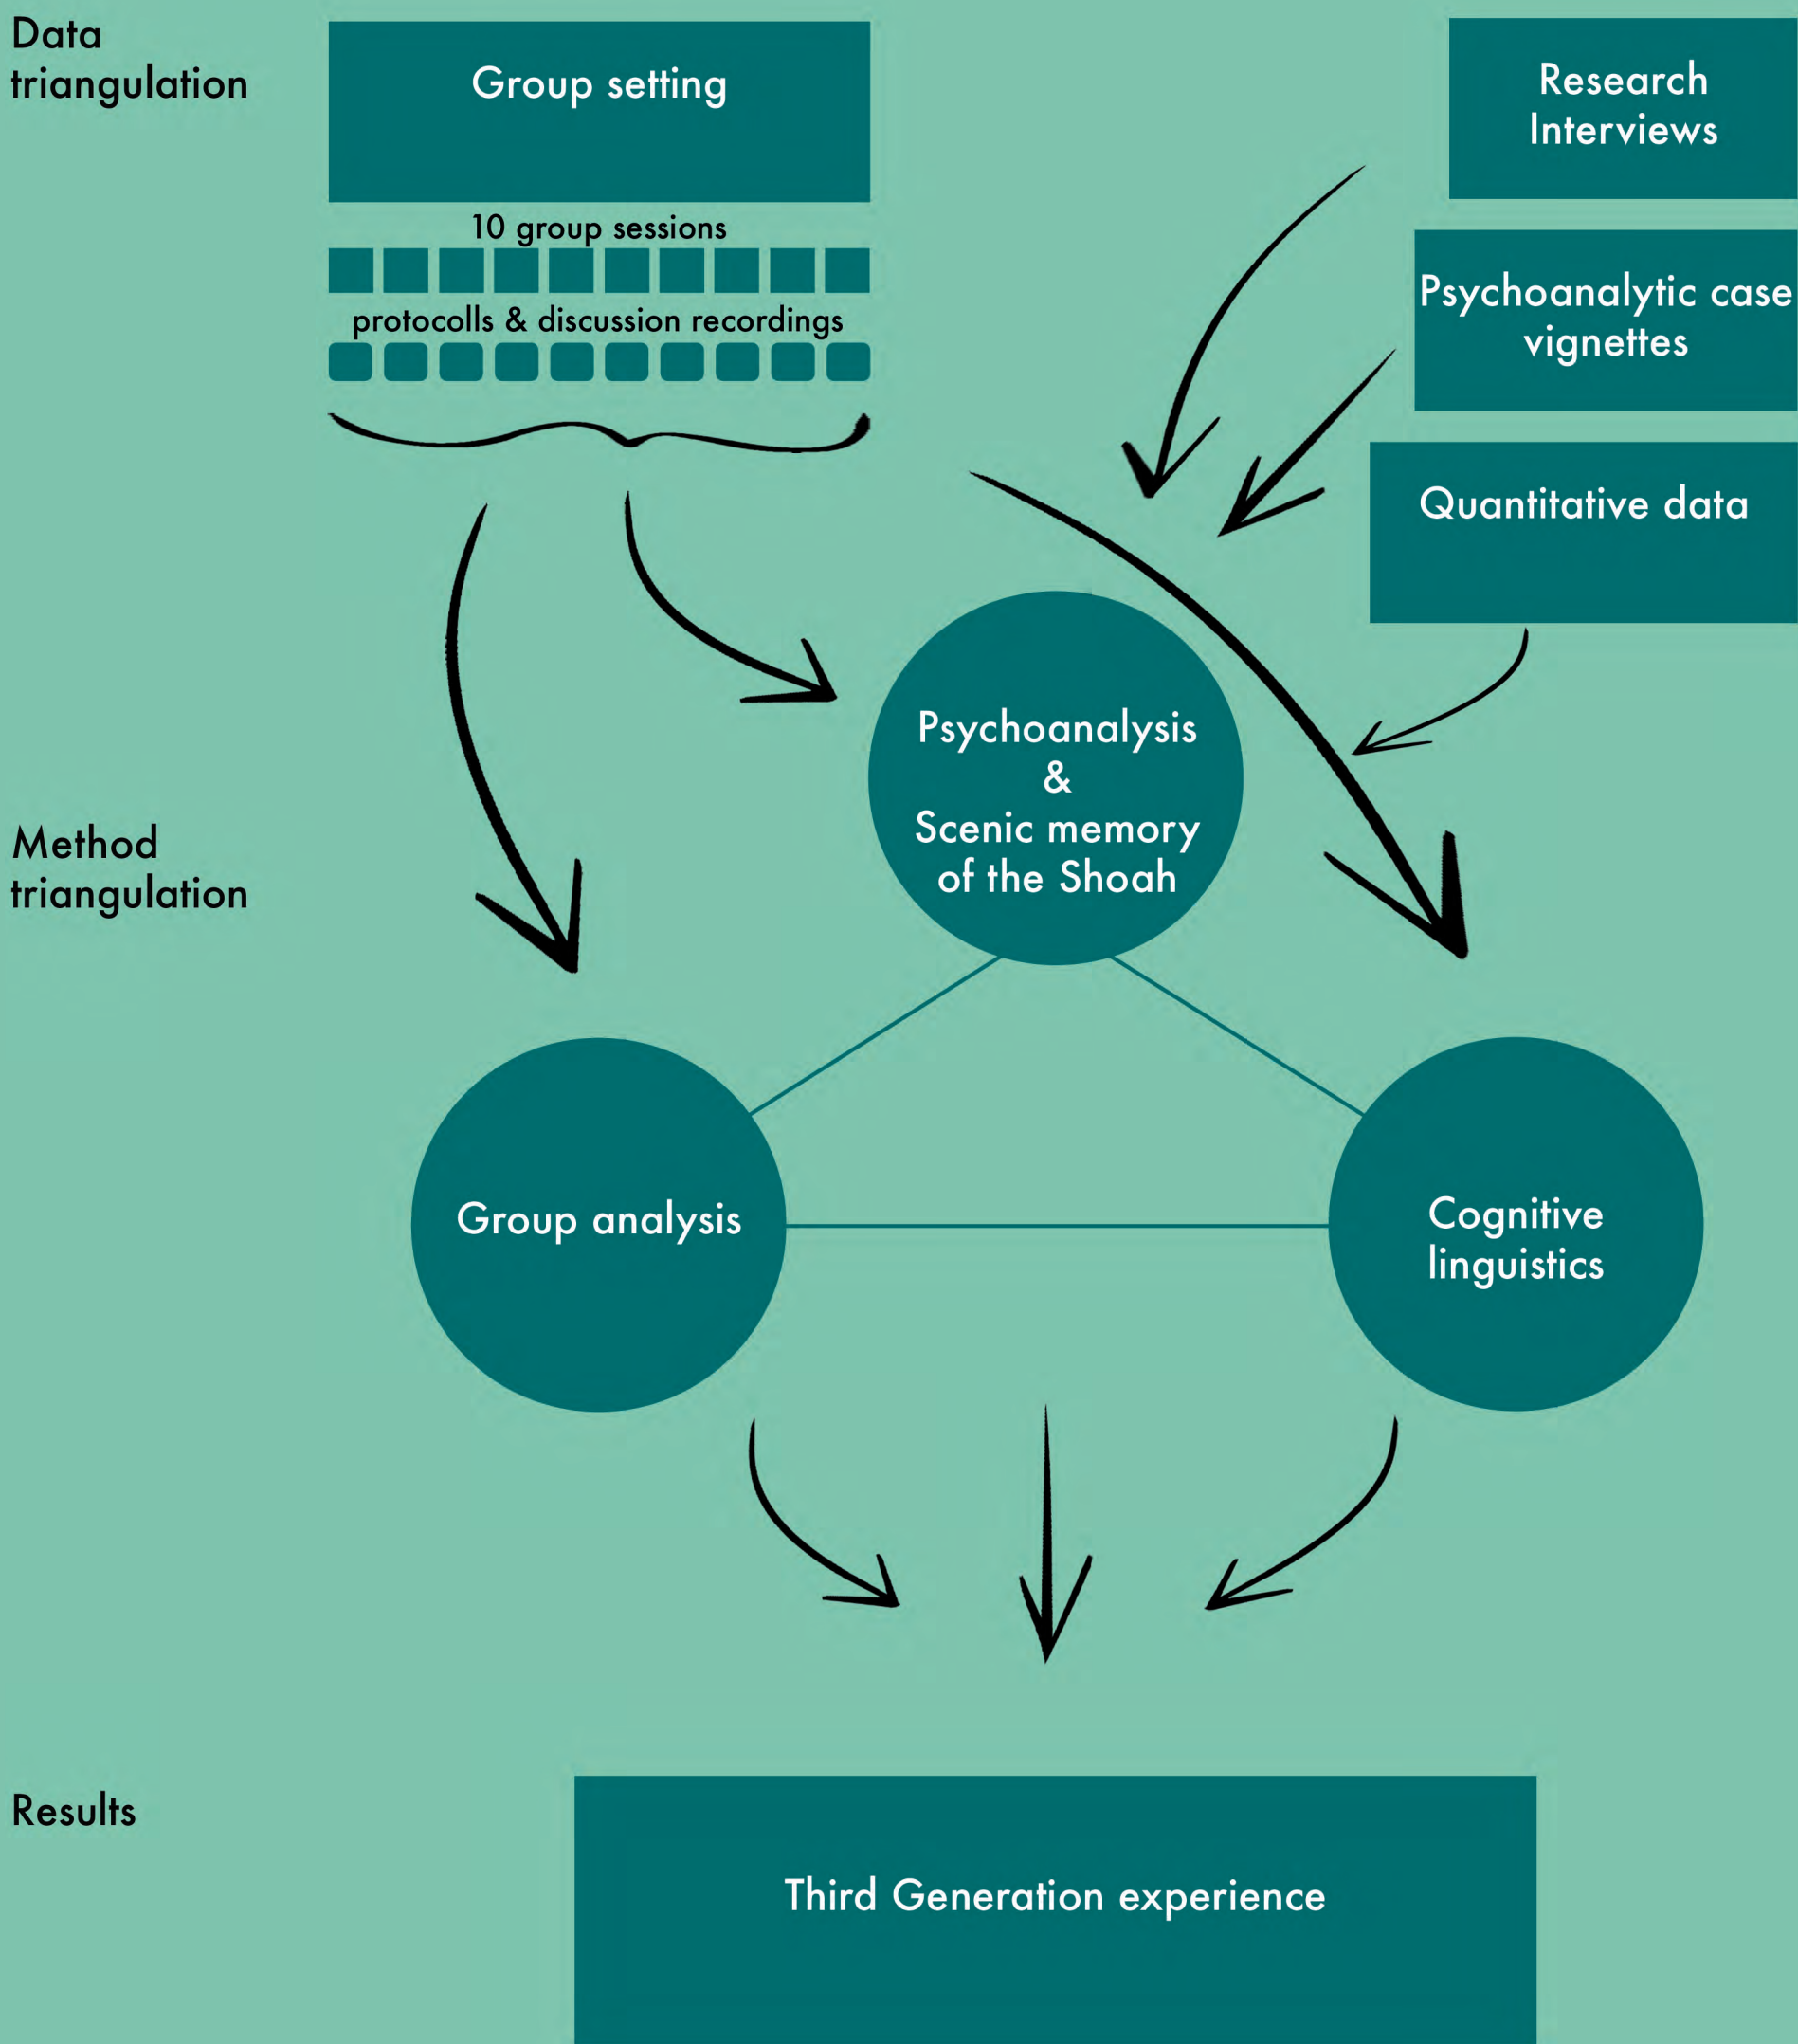 Data
triangulation
Group setting
10 group sessions
protocolls & discussion recordings
Research
Interviews
Psychoanalytic case
vignettes
Quantitative data
Method
triangulation
Psychoanalysis
&
Scenic memory
of the Shoah
Group analysis
Cognitive
linguistics
Results
Third Generation experience